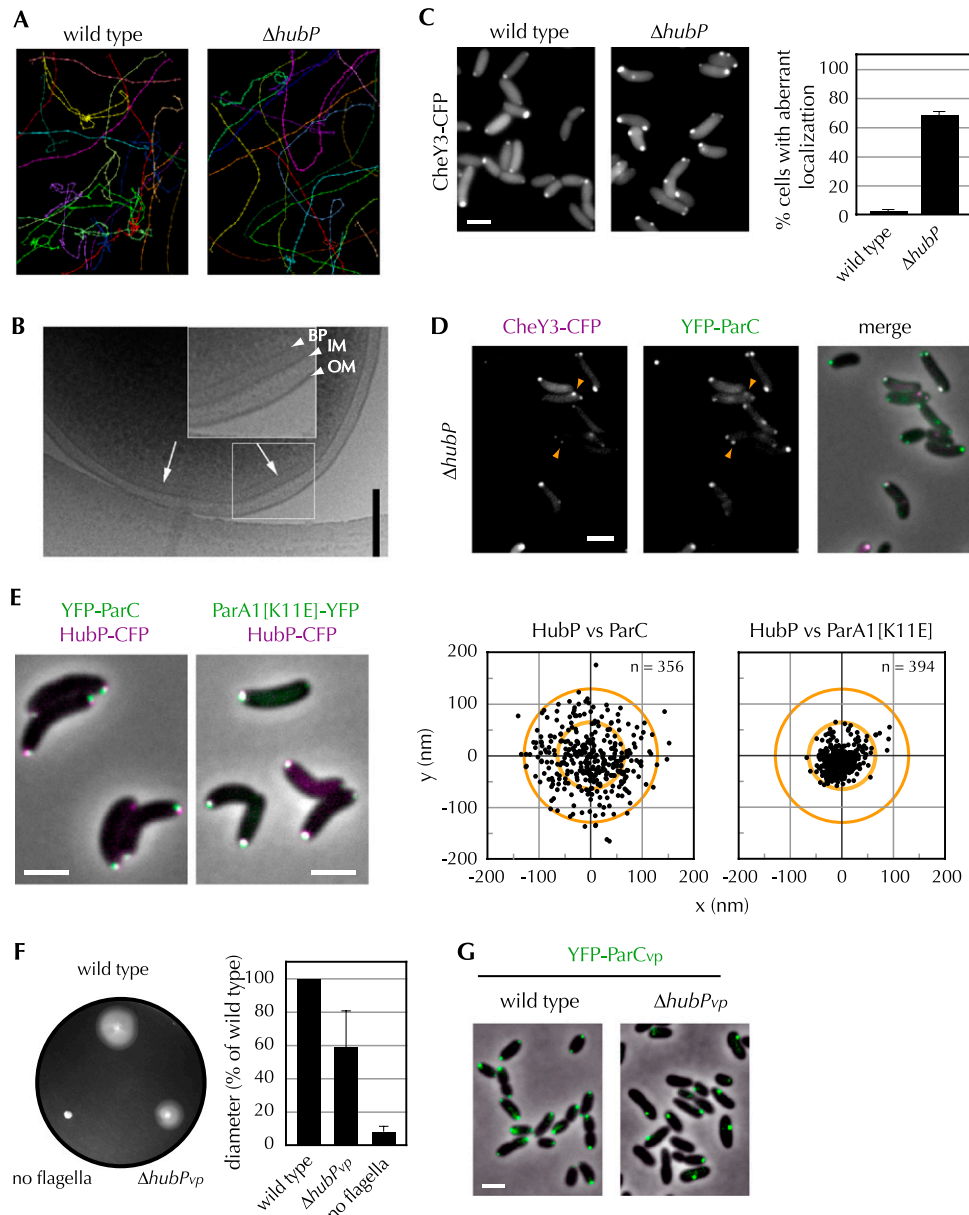 A
wild type
ΔhubP
B
BP
IM
OM
C
wild type
ΔhubP
CheY3-CFP
% cells with aberrant
localizattion
100
80
60
40
20
0
wild type
ΔhubP
D
CheY3-CFP
YFP-ParC
merge
ΔhubP
E
YFP-ParC
HubP-CFP
ParA1[K11E]-YFP
HubP-CFP
HubP vs ParC
n = 356
y (nm)
200
100
0
-100
-200
-200
-100
0
100
200
HubP vs ParA1[K11E]
n = 394
-200
-100
0
100
200
x (nm)
F
wild type
no flagella
ΔhubPvp
diameter (% of wild type)
100
80
60
40
20
0
wild type
ΔhubPvp
no flagella
G
YFP-ParCvp
wild type
ΔhubPvp